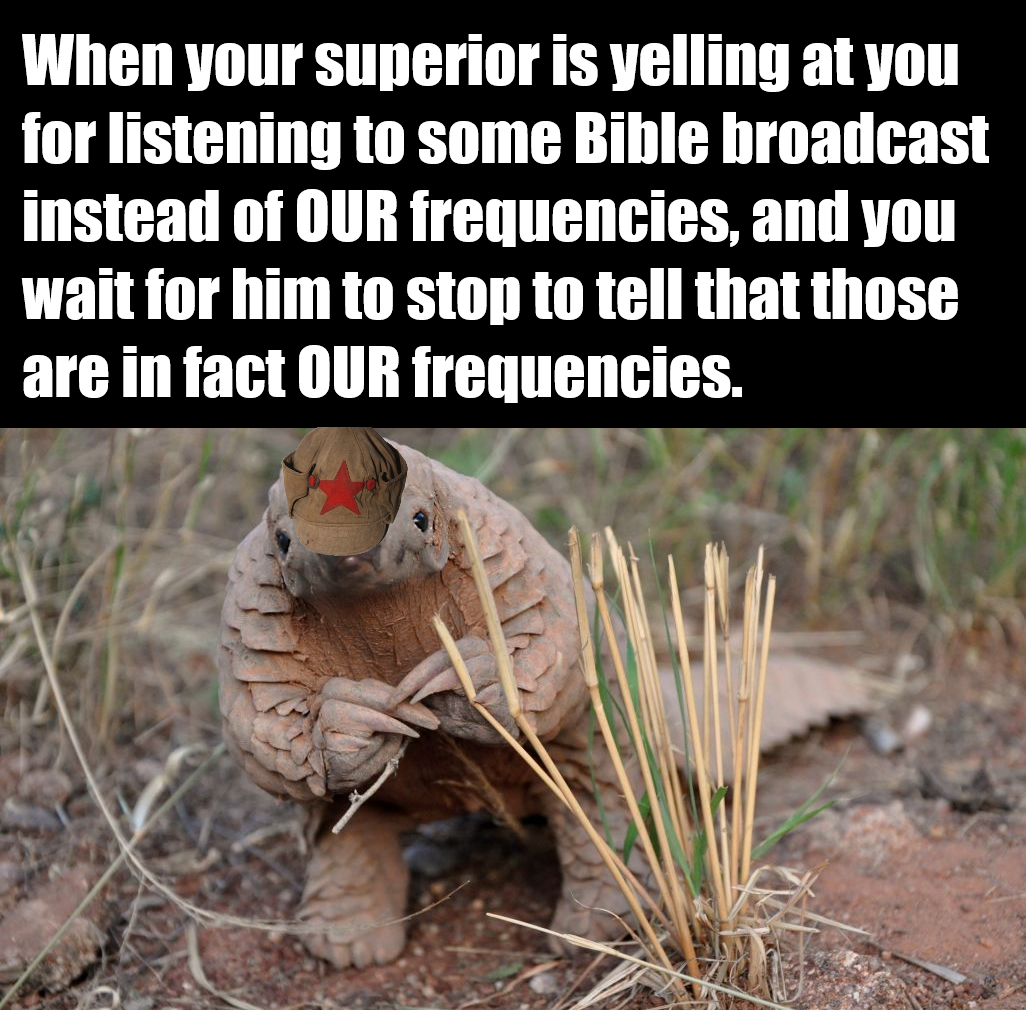 When your superior is yelling at you
for listening to some Bible broadcast
instead of OUR frequencies, and you
wait for him to stop to tell that those
are in fact OUR frequencies.